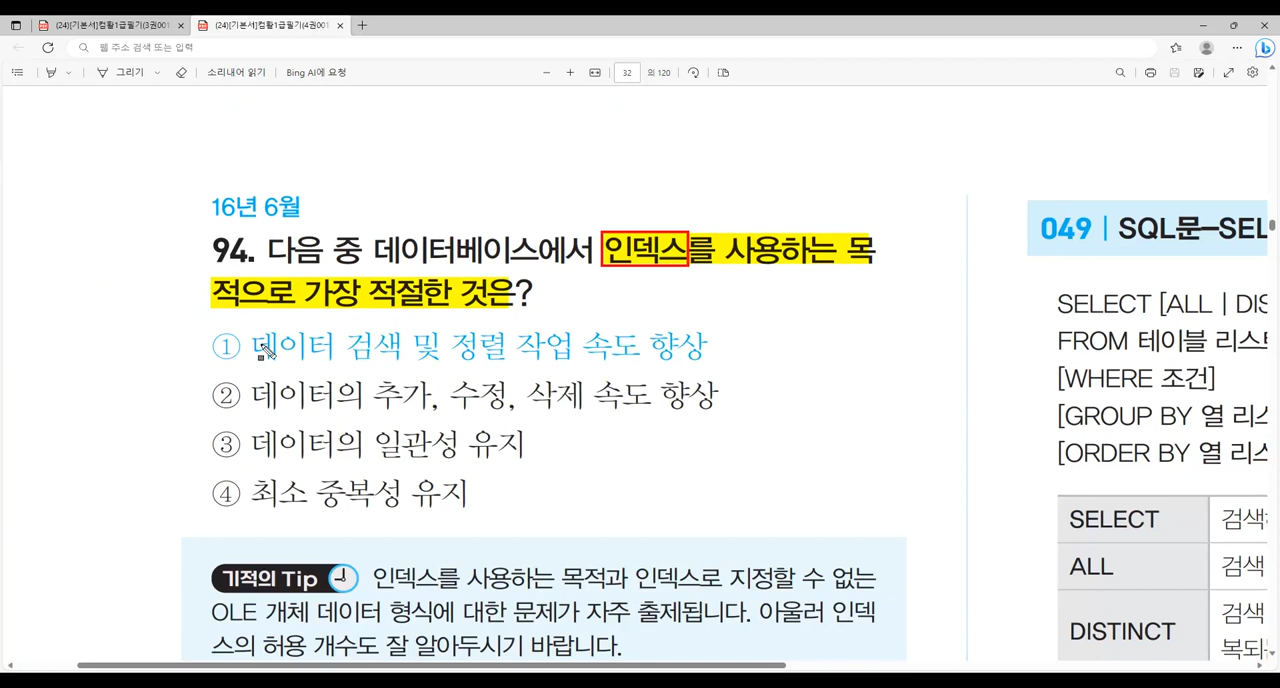 (24)[기본서]컴활1급필기(3권001
(24)[기본서]컴활1급필기(4권001
웹 주소 검색 또는 입력
그리기
소리내어 읽기
Bing AI에 요청
32
의 120
16년 6월
94. 다음 중 데이터베이스에서 인덱스를 사용하는 목
적으로 가장 적절한 것은?
① 데이터 검색 및 정렬 작업 속도 향상
② 데이터의 추가, 수정, 삭제 속도 향상
③ 데이터의 일관성 유지
④ 최소 중복성 유지
기적의 Tip 인덱스를 사용하는 목적과 인덱스로 지정할 수 없는
OLE 개체 데이터 형식에 대한 문제가 자주 출제됩니다. 아울러 인덱
스의 허용 개수도 잘 알아두시기 바랍니다.
049 | SQL문-SEL
SELECT [ALL | DIS
FROM 테이블 리스트
[WHERE 조건]
[GROUP BY 열 리스
[ORDER BY 열 리스
SELECT 검색
ALL 검색
DISTINCT 검색
복되